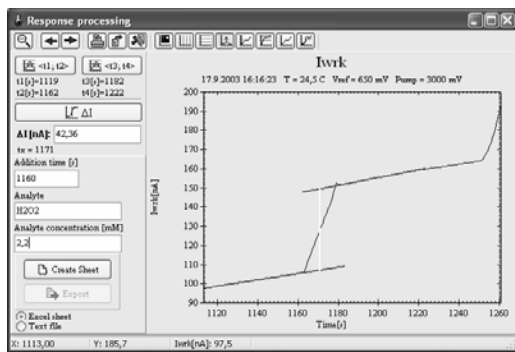 Response processing
<t1; t2>
<t3; t4>
t1[s]=1119
t3[s]=1182
t2[s]=1162
t4[s]=1222
ΔI
ΔI [nA]: 42,36
tx = 1171
Addition time [s]
1160
Analyte
H2O2
Analyte concentration [mM]
2,2
Create Sheet
Export
Excel sheet
Text file
Iwrk
17.9.2003 16:16:23 T = 24,5 C Vref = 650 mV Pump = 3000 mV
200
190
180
170
160
150
140
130
120
110
100
90
Iwrk[nA]
1120
1140
1160
1180
1200
1220
1240
1260
Time[s]
X: 1113,00
Y: 185,7
Iwrk[nA]: 97,5